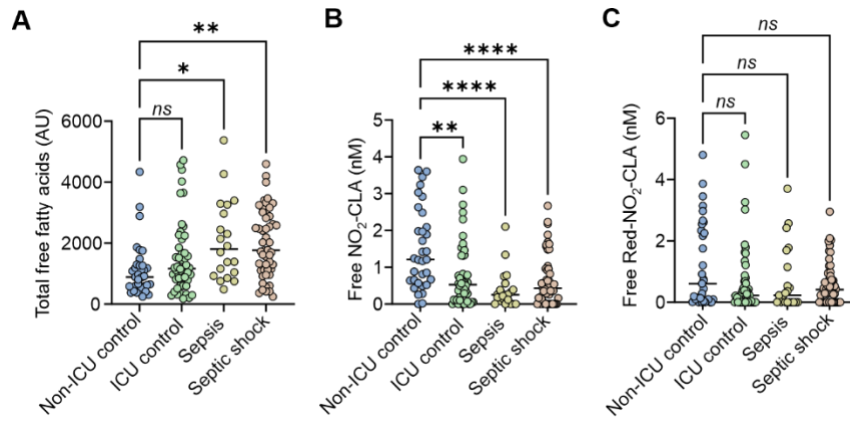 A
**
*
ns
Total free fatty acids (AU)
6000
4000
2000
0
Non-ICU control
ICU control
Sepsis
Septic shock
B
****
****
**
Free NO₂-CLA (nM)
5
4
3
2
1
0
Non-ICU control
ICU control
Sepsis
Septic shock
C
ns
ns
ns
Free Red-NO₂-CLA (nM)
6
4
2
0
Non-ICU control
ICU control
Sepsis
Septic shock